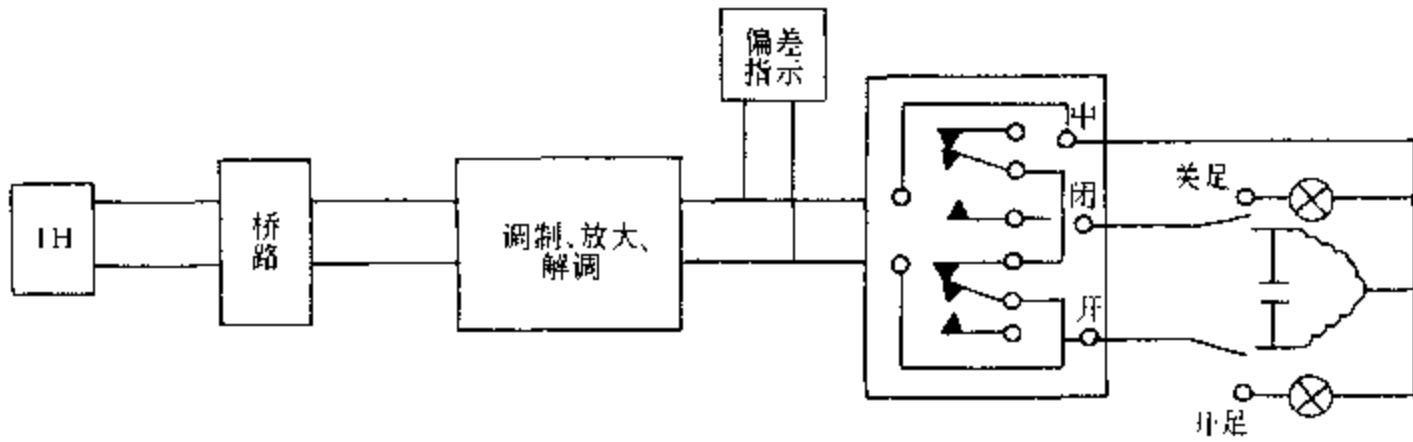 偏差
指示
中
关足
闭
TH
桥
路
调制、放大、
解调
开
开足